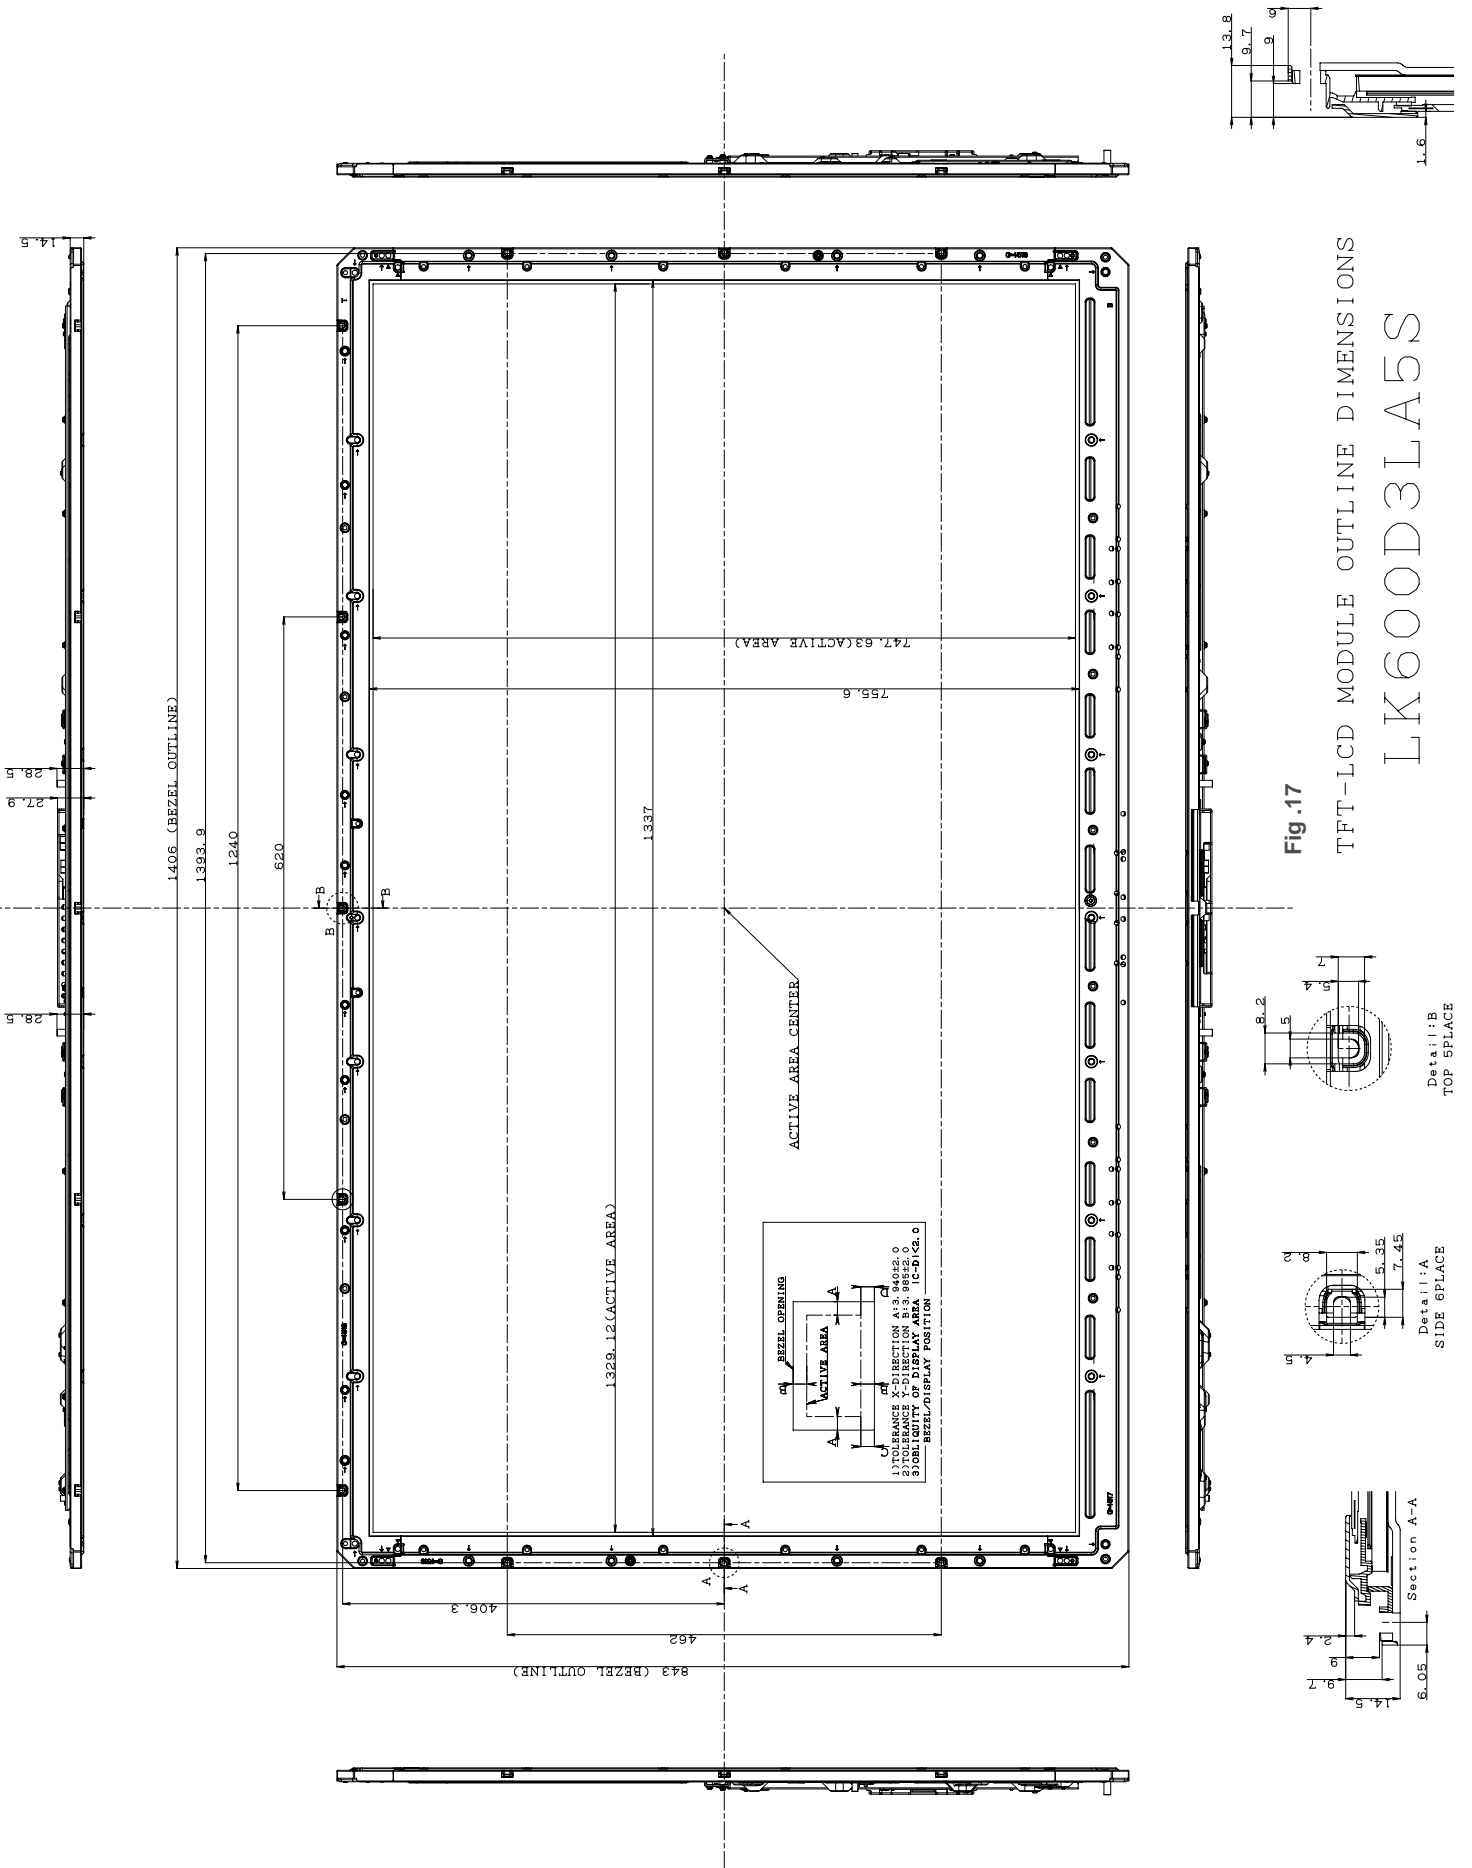 14.5
28.5
27.9
28.5
1406 (BEZEL OUTLINE)
1393.9
1240
620
B
B
B
T
747.63(ACTIVE AREA)
755.6
1337
1329.12(ACTIVE AREA)
ACTIVE AREA CENTER
BEZEL OPENING
ACTIVE AREA
A
A
B
B
C
D
1)TOLERANCE X-DIRECTION A:3.940±2.0
2)TOLERANCE Y-DIRECTION B:3.985±2.0
3)OBLIQUITY OF DISPLAY AREA |C-D|<2.0
BEZEL/DISPLAY POSITION
A
A
A
406.3
462
843 (BEZEL OUTLINE)
13.8
9.7
9
6
1.6
Fig .17
TFT-LCD MODULE OUTLINE DIMENSIONS
LK600D3LA5S
7
5.4
8.2
5
Detail:B
TOP 5PLACE
8.2
5.35
7.45
4.5
Detail:A
SIDE 6PLACE
2.4
9
9.7
14.5
6.05
Section A-A